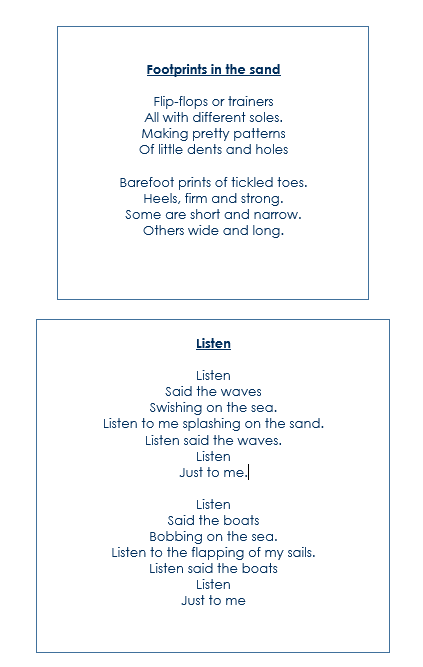 Footprints in the sand
Flip-flops or trainers
All with different soles.
Making pretty patterns
Of little dents and holes
Barefoot prints of tickled toes.
Heels, firm and strong.
Some are short and narrow.
Others wide and long.
Listen
Listen
Said the waves
Swishing on the sea.
Listen to me splashing on the sand.
Listen said the waves.
Listen
Just to me.
Listen
Said the boats
Bobbing on the sea.
Listen to the flapping of my sails.
Listen said the boats
Listen
Just to me